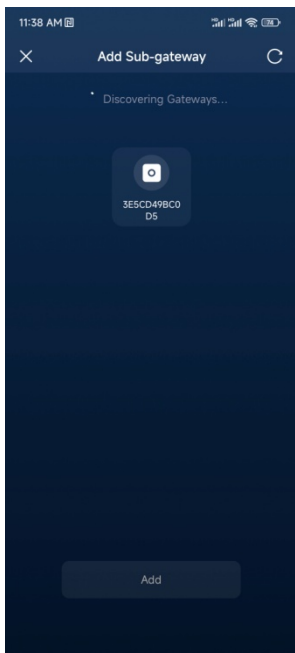 11:38 AM
Add Sub-gateway
Discovering Gateways...
3E5CD49BC0
D5
Add